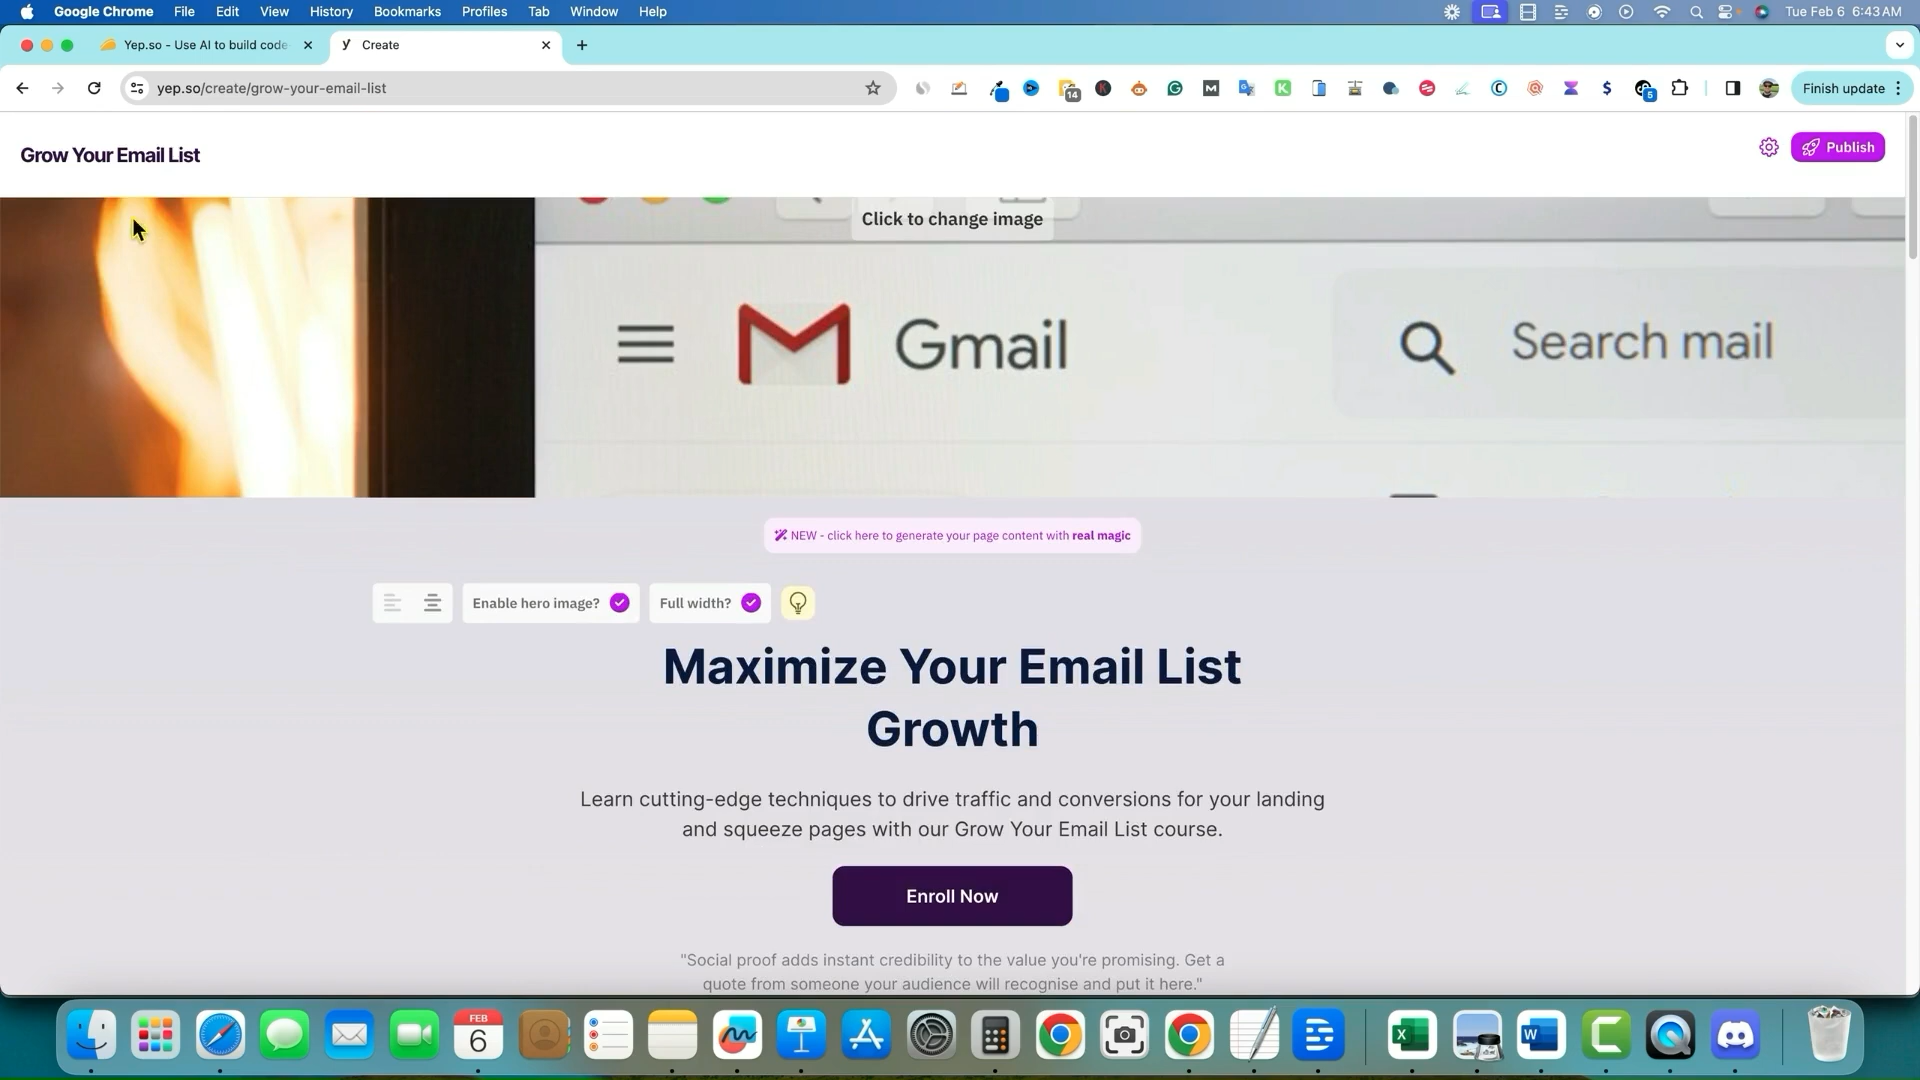 Google Chrome File Edit View History Bookmarks Profiles Tab Window Help Tue Feb 6 6:43 AM
Yep.so - Use AI to build code
Create
yep.so/create/grow-your-email-list
14
5
Finish update
Grow Your Email List
Publish
Click to change image
Gmail
Search mail
NEW - click here to generate your page content with real magic
Enable hero image?
Full width?
Maximize Your Email List
Growth
Learn cutting-edge techniques to drive traffic and conversions for your landing
and squeeze pages with our Grow Your Email List course.
Enroll Now
"Social proof adds instant credibility to the value you're promising. Get a
quote from someone your audience will recognise and put it here."
FEB
6